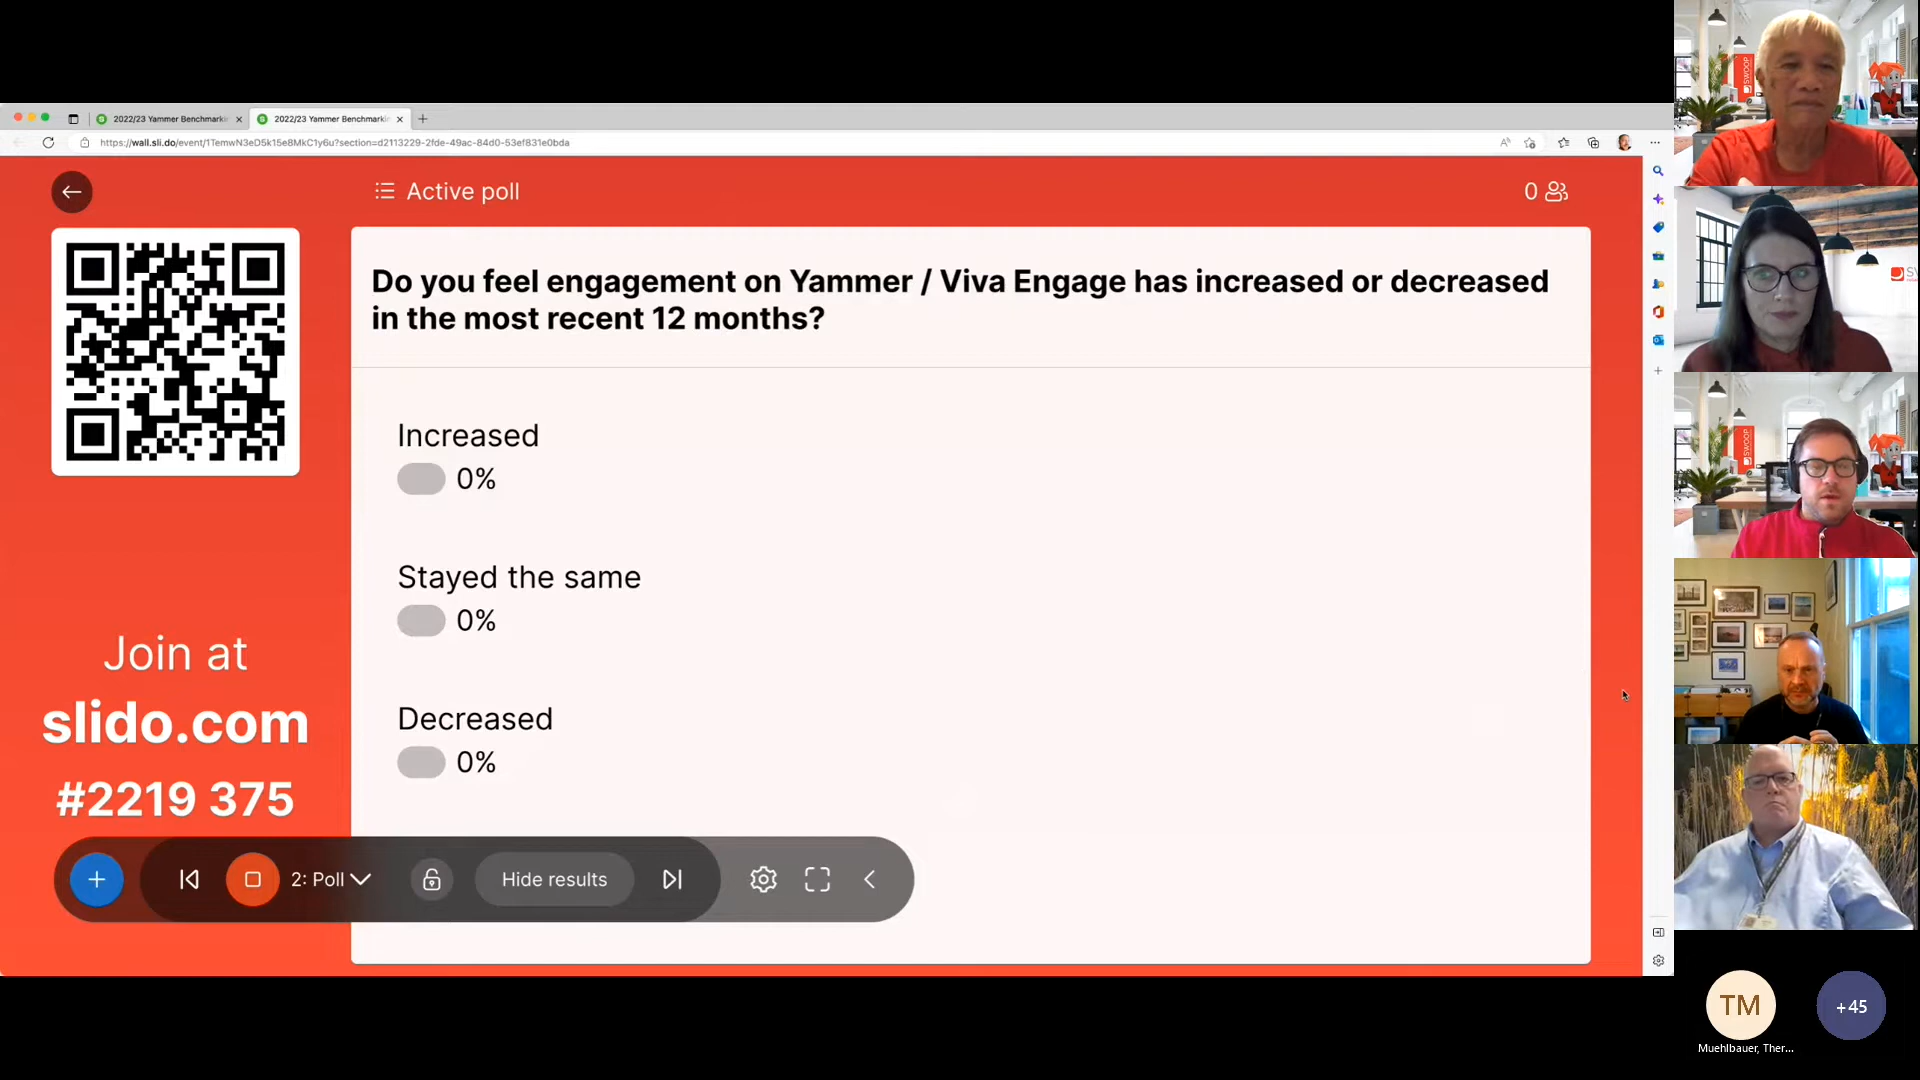 2022/23 Yammer Benchmarki
2022/23 Yammer Benchmarki
https://wall.sli.do/event/1TemwN3eD5k15e8MkC1y6u?section=d2113229-2fde-49ac-84d0-53ef831e0bda
Active poll
0
Do you feel engagement on Yammer / Viva Engage has increased or decreased
in the most recent 12 months?
Increased
0%
Stayed the same
0%
Decreased
0%
Join at
slido.com
#2219 375
2: Poll
Hide results
SWOOP
SWOOP
TM
+45
Muehlbauer, Ther...